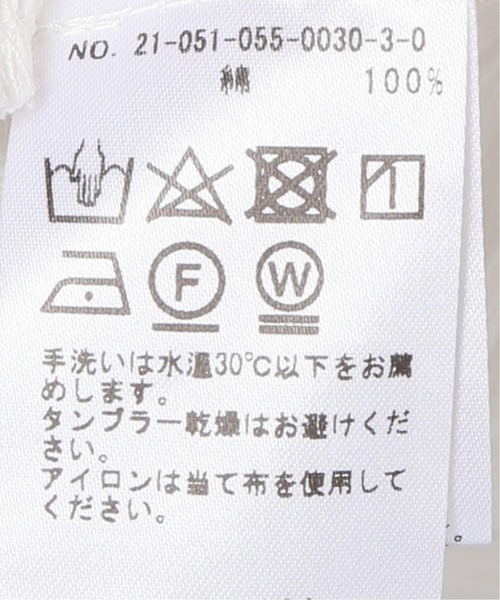 NO. 21-051-055-0030-3-0
綿 100%
F W
手洗いは水温30℃以下をお薦
めします。
タンブラー乾燥はお避けくだ
さい。
アイロンは当て布を使用して
ください。